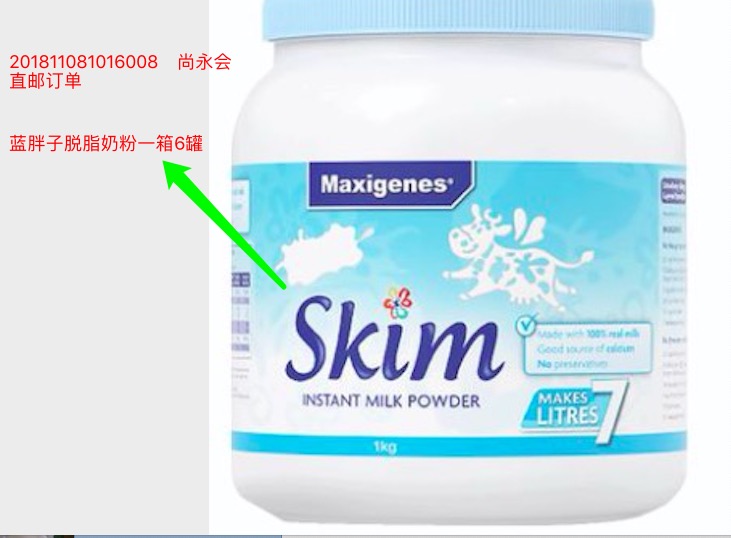 201811081016008 尚永会
直邮订单
蓝胖子脱脂奶粉一箱6罐
Maxigenes
Skim
INSTANT MILK POWDER
Made with 100% real milk
Good source of calcium
No preservatives
MAKES
7
LITRES
1kg